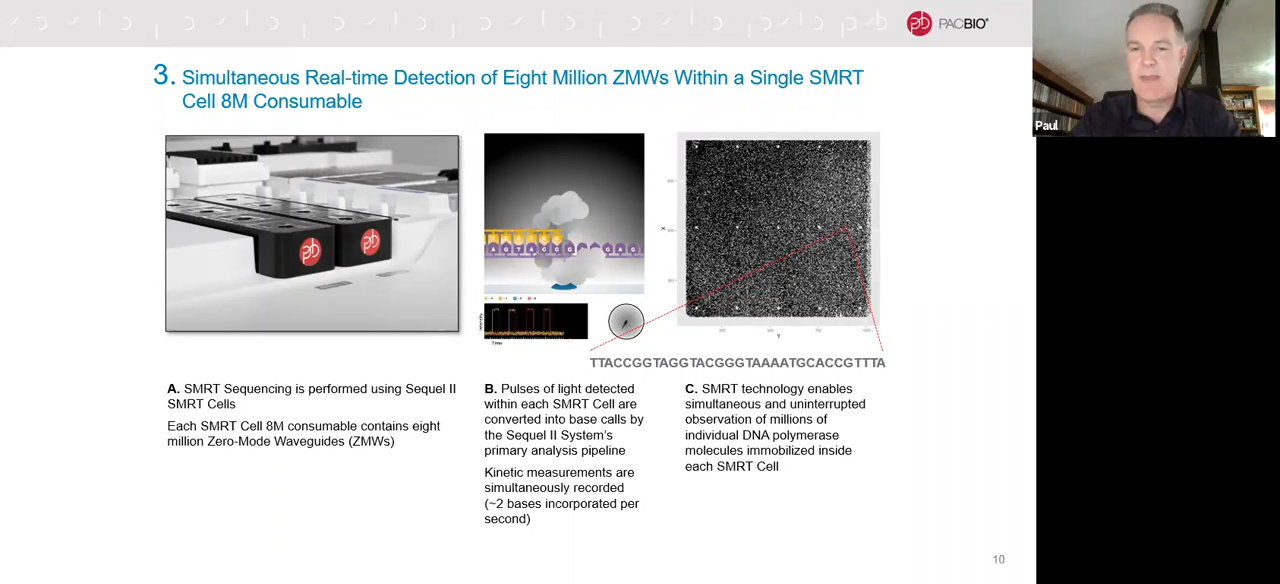 PACBIO
Paul
3. Simultaneous Real-time Detection of Eight Million ZMWs Within a Single SMRT
Cell 8M Consumable
A G T A C C G G A G
Intensity
Time
X
Y
TTACCGGTAGGTACGGGTAAAATGCACCGTTTA
A. SMRT Sequencing is performed using Sequel II
SMRT Cells
Each SMRT Cell 8M consumable contains eight
million Zero-Mode Waveguides (ZMWs)
B. Pulses of light detected
within each SMRT Cell are
converted into base calls by
the Sequel II System's
primary analysis pipeline
Kinetic measurements are
simultaneously recorded
(~2 bases incorporated per
second)
C. SMRT technology enables
simultaneous and uninterrupted
observation of millions of
individual DNA polymerase
molecules immobilized inside
each SMRT Cell
10